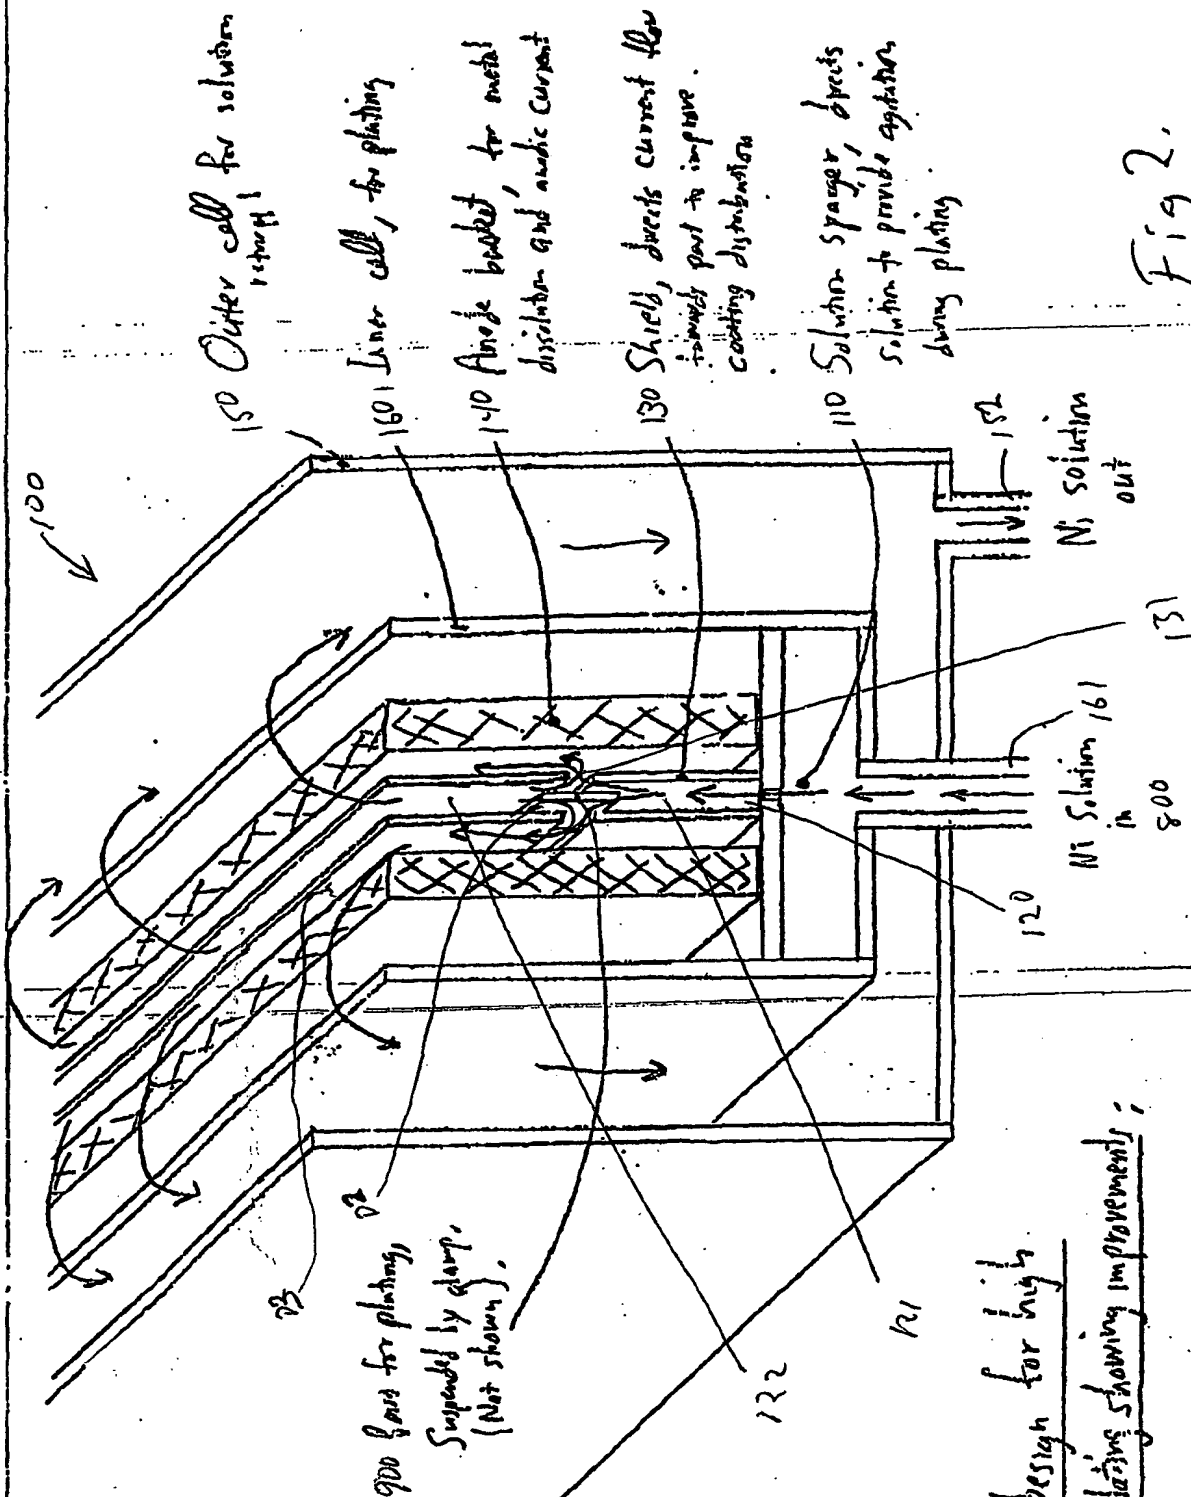 100
150 Outer cell for solution
return
160 Inner cell, for plating
140 Anode basket, for metal
dissolution and anodic current
130 Shield, directs current flow
towards part to improve
coating distribution
110 Solution sparger, directs
solution to provide agitation
during plating
Fig 2.
900 Part for plating,
Suspended by clamp,
(Not shown).
122
121
120
131
Ni Solution 161
in
800
152
Ni solution
out
Design for high
plating showing improvements;